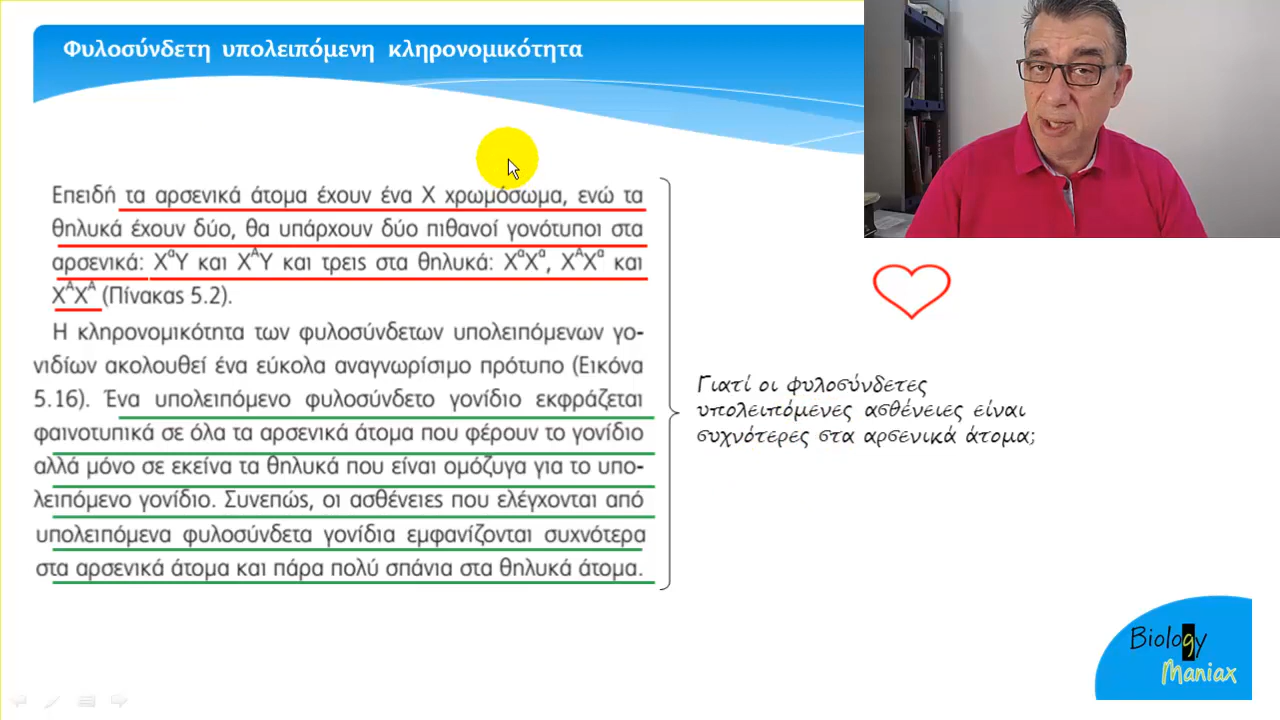 Φυλοσύνδετη υπολειπόμενη κληρονομικότητα
Επειδή τα αρσενικά άτομα έχουν ένα Χ χρωμόσωμα, ενώ τα
θηλυκά έχουν δύο, θα υπάρχουν δύο πιθανοί γονότυποι στα
αρσενικά: ΧᵅΥ και ΧᴬΥ και τρεις στα θηλυκά: ΧᵅΧᵅ, ΧᴬΧᵅ και
ΧᴬΧᴬ (Πίνακας 5.2).
Η κληρονομικότητα των φυλοσύνδετων υπολειπόμενων γο-
νιδίων ακολουθεί ένα εύκολα αναγνωρίσιμο πρότυπο (Εικόνα
5.16). Ένα υπολειπόμενο φυλοσύνδετο γονίδιο εκφράζεται
φαινοτυπικά σε όλα τα αρσενικά άτομα που φέρουν το γονίδιο
αλλά μόνο σε εκείνα τα θηλυκά που είναι ομόζυγα για το υπο-
λειπόμενο γονίδιο. Συνεπώς, οι ασθένειες που ελέγχονται από
υπολειπόμενα φυλοσύνδετα γονίδια εμφανίζονται συχνότερα
στα αρσενικά άτομα και πάρα πολύ σπάνια στα θηλυκά άτομα.
Γιατί οι φυλοσύνδετες
υπολειπόμενες ασθένειες είναι
συχνότερες στα αρσενικά άτομα;
Biology
Maniax